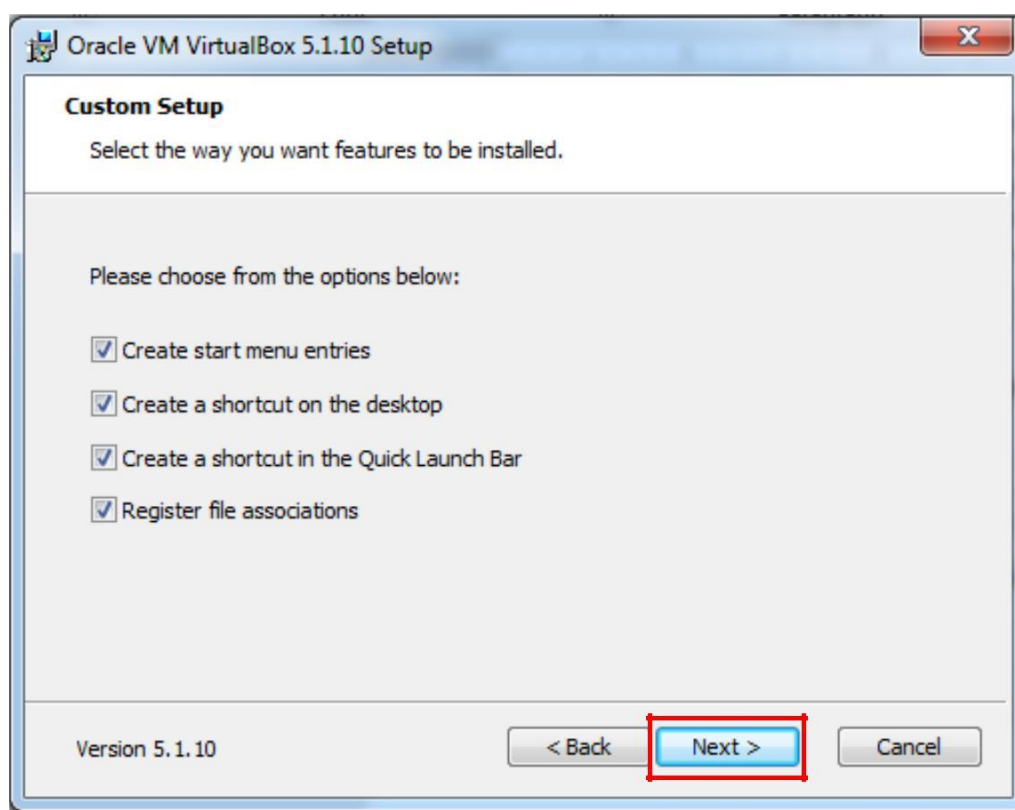 Oracle VM VirtualBox 5.1.10 Setup
Custom Setup
Select the way you want features to be installed.
Please choose from the options below:
Create start menu entries
Create a shortcut on the desktop
Create a shortcut in the Quick Launch Bar
Register file associations
Version 5.1.10
< Back
Next >
Cancel